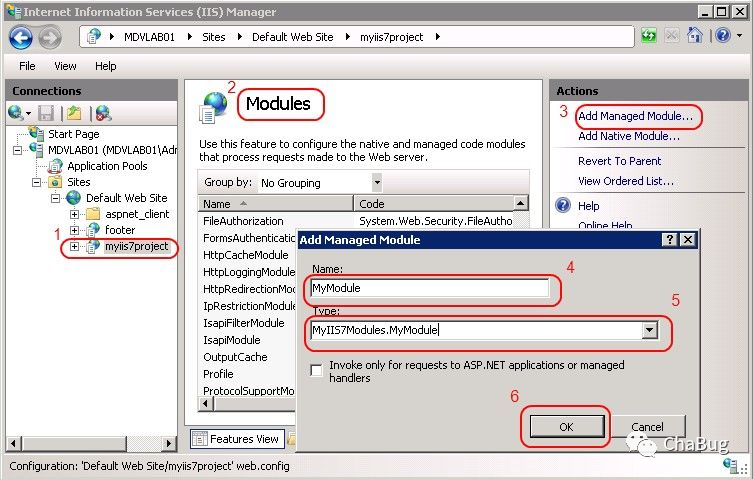 Internet Information Services (IIS) Manager
MDVLAB01 Sites Default Web Site myiis7project
File View Help
Connections
Start Page
MDVLAB01 (MDVLAB01\Adr
Application Pools
Sites
Default Web Site
aspnet_client
footer
1
myiis7project
2
Modules
Use this feature to configure the native and managed code modules
that process requests made to the Web server.
Group by: No Grouping
Name Code
FileAuthorization System.Web.Security.FileAutho
FormsAuthentication
HttpCacheModule
HttpLoggingModule
HttpRedirectionModule
IpRestrictionModule
IsapiFilterModule
IsapiModule
OutputCache
Profile
ProtocolSupportMo
Features View
Actions
3
Add Managed Module...
Add Native Module...
Revert To Parent
View Ordered List...
Help
Online Help
Add Managed Module
Name:
4
MyModule
Type:
5
MyIIS7Modules.MyModule
Invoke only for requests to ASP.NET applications or managed
handlers
6
OK Cancel
ChaBug
Configuration: 'Default Web Site/myiis7project' web.config